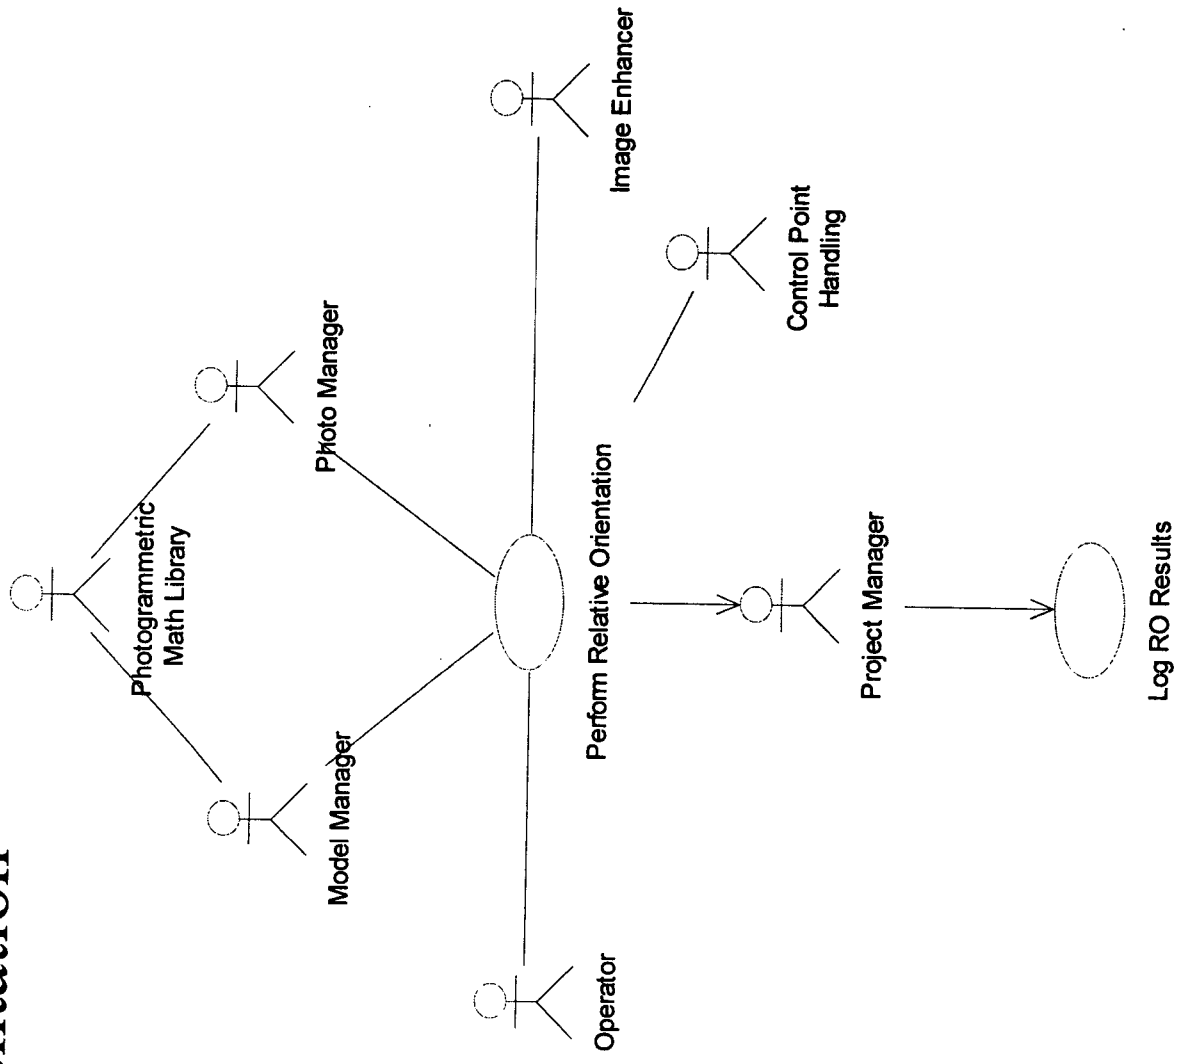 Photogrammetric
Math Library
Model Manager
Photo Manager
Operator
Image Enhancer
Perform Relative Orientation
Control Point
Handling
Project Manager
Log RO Results